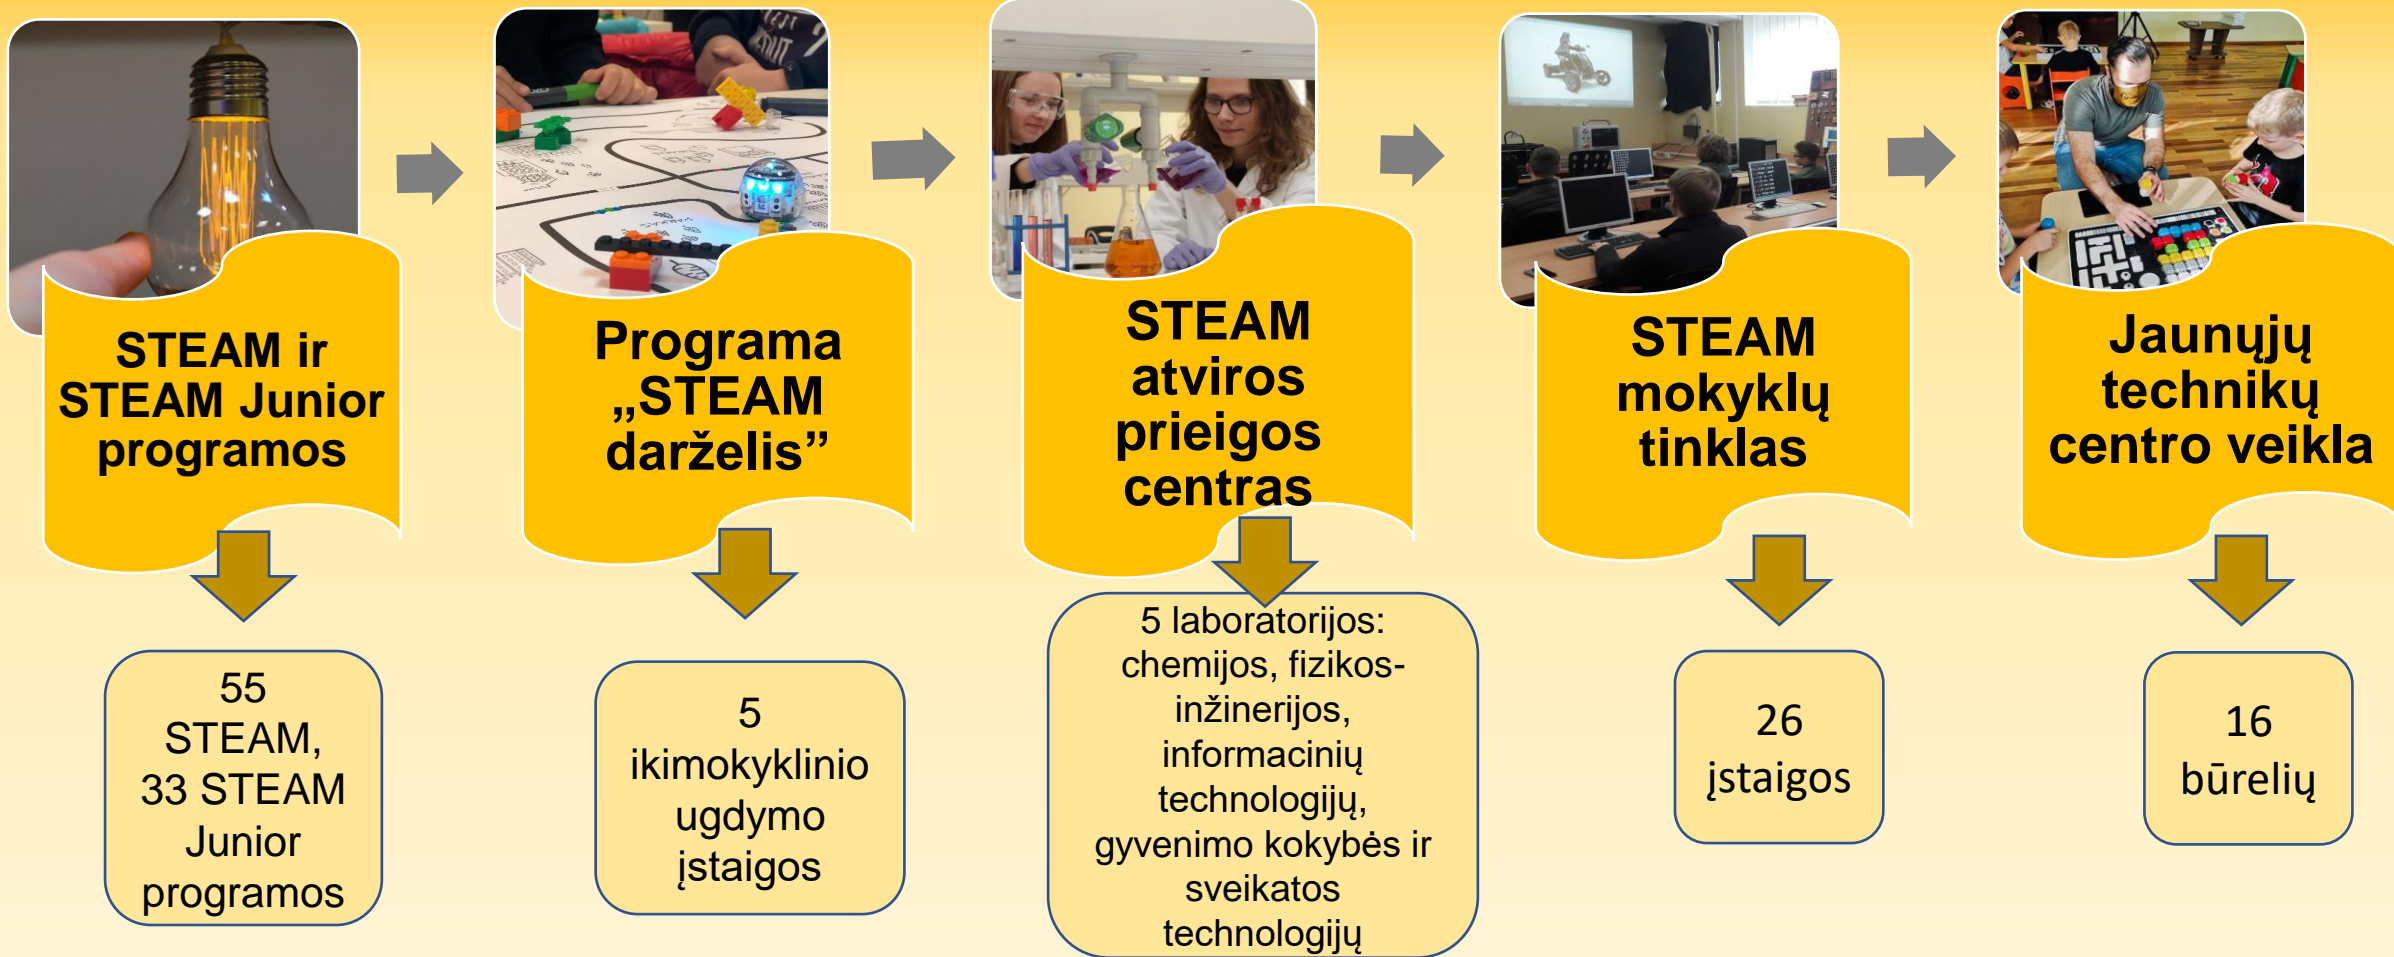 STEAM ir
STEAM Junior
programos
Programa
„STEAM
darželis”
STEAM
atviros
prieigos
centras
STEAM
mokyklų
tinklas
Jaunųjų
technikų
centro veikla
55
STEAM,
33 STEAM
Junior
programos
5
ikimokyklinio
ugdymo
įstaigos
5 laboratorijos:
chemijos, fizikos-
inžinerijos,
informacinių
technologijų,
gyvenimo kokybės ir
sveikatos
technologijų
26
įstaigos
16
būrelių